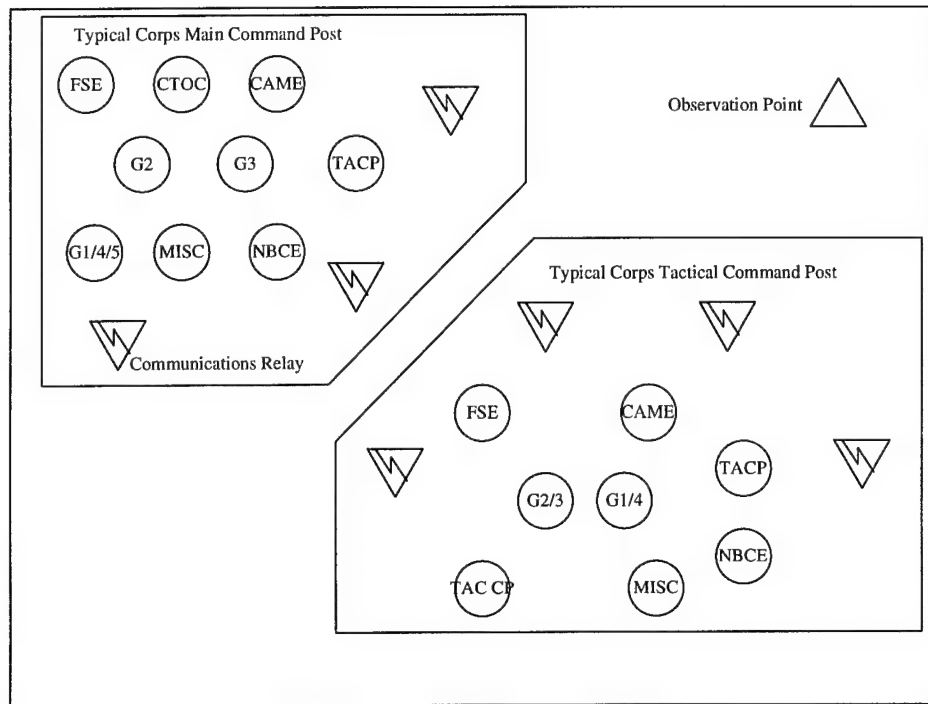 Typical Corps Main Command Post
FSE
CTOC
CAME
Observation Point
G2
G3
TACP
G1/4/5
MISC
NBCE
Communications Relay
Typical Corps Tactical Command Post
FSE
CAME
TACP
G2/3
G1/4
NBCE
TAC CP
MISC